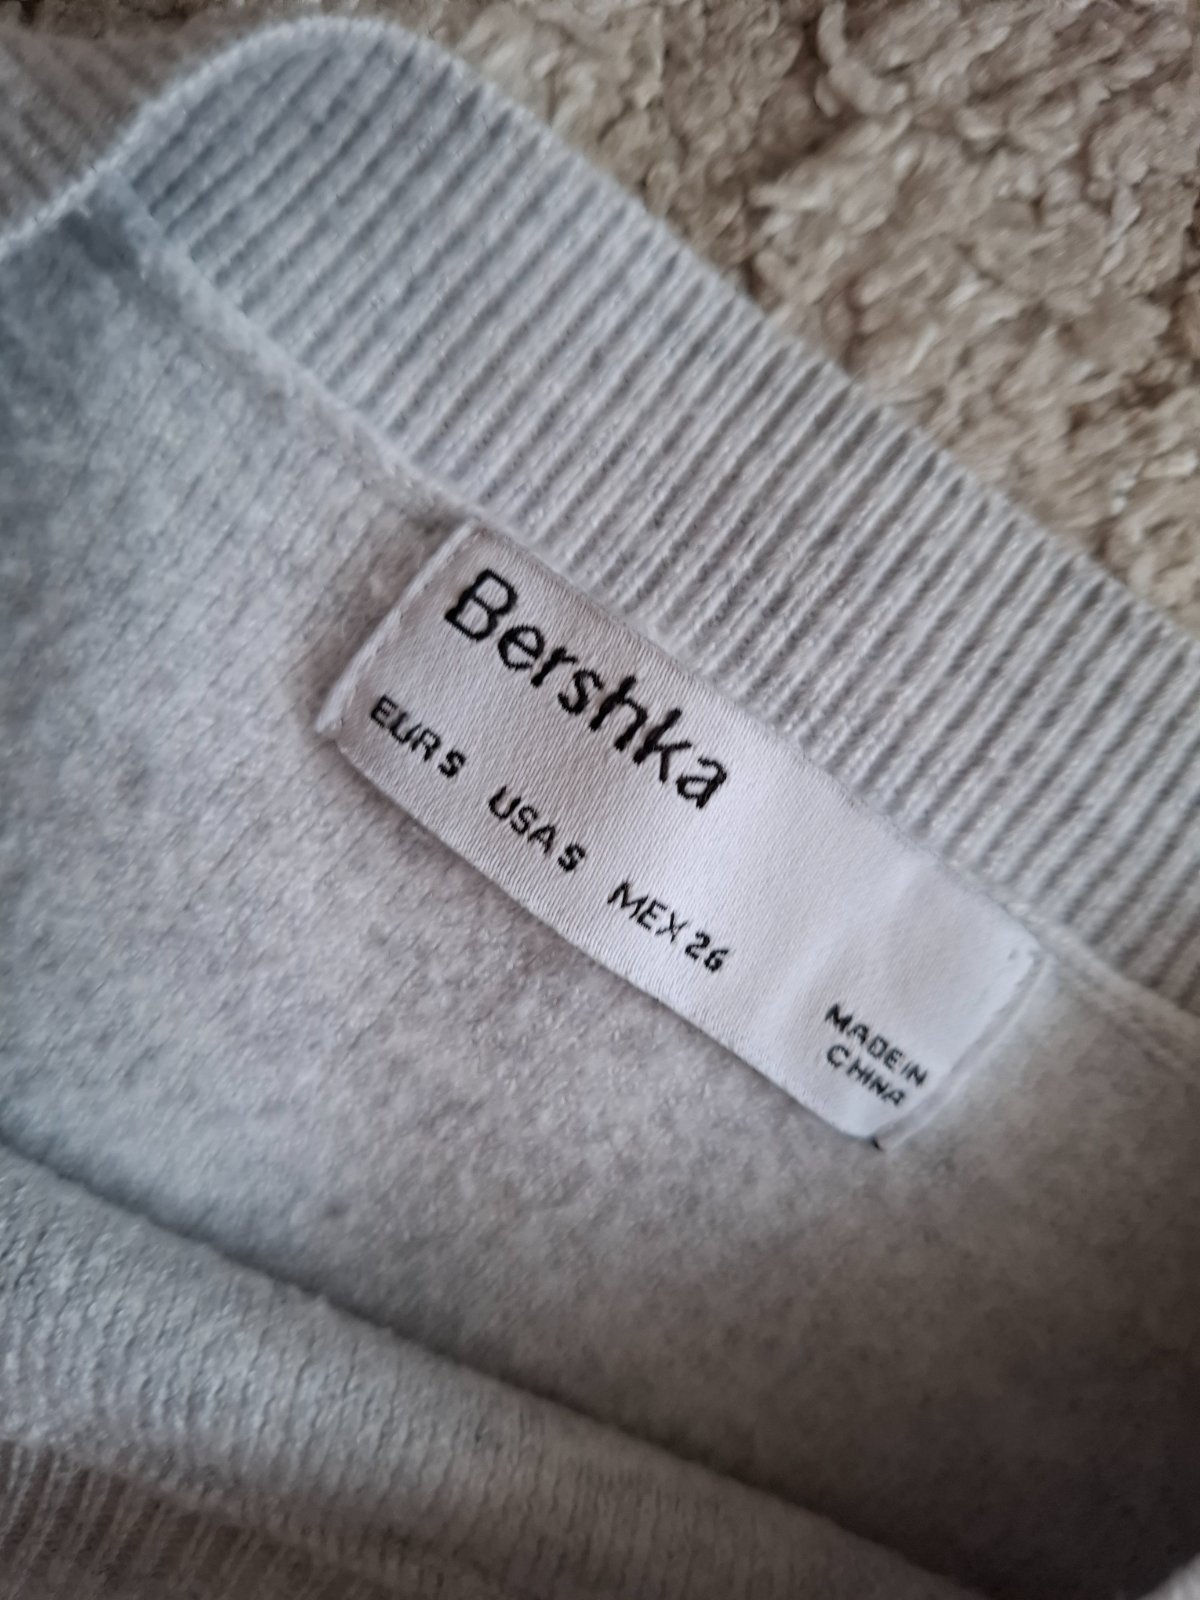 Bershka
EUR S USA S MEX 26
MADE IN
CHINA